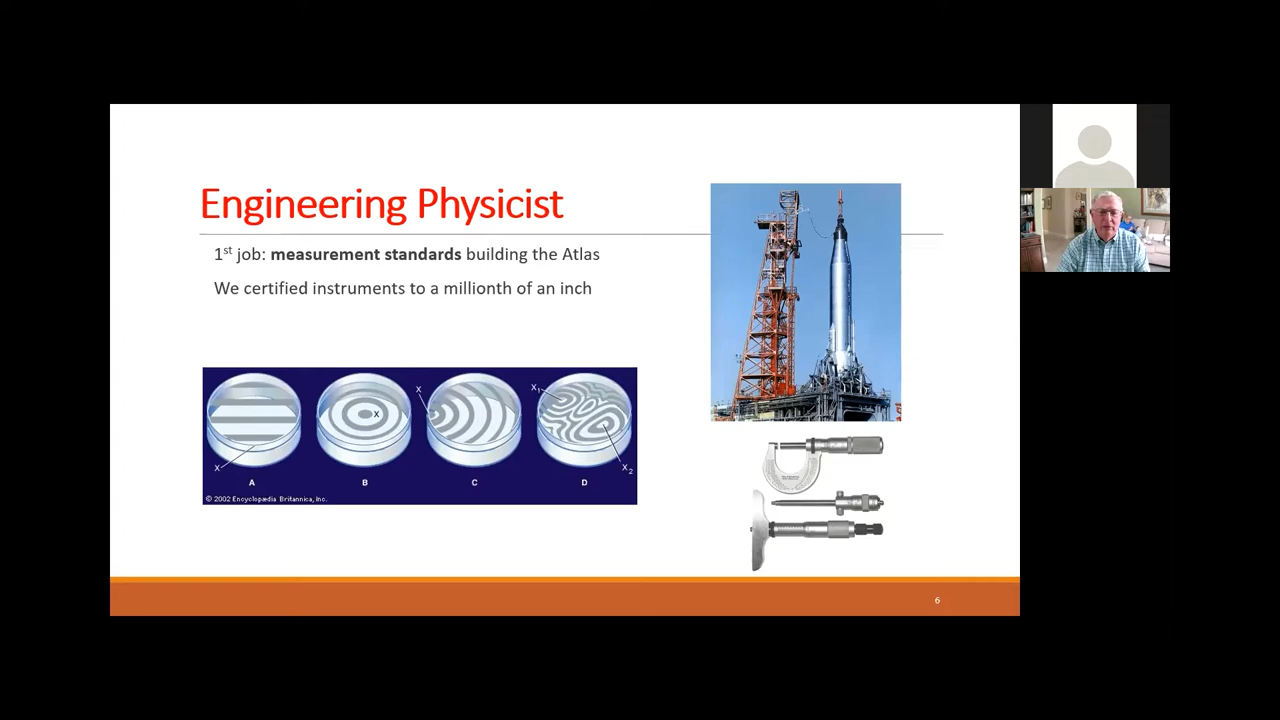 Engineering Physicist
1st job: measurement standards building the Atlas
We certified instruments to a millionth of an inch
X X X X1
X2
A B C D
© 2002 Encyclopædia Britannica, Inc.
6